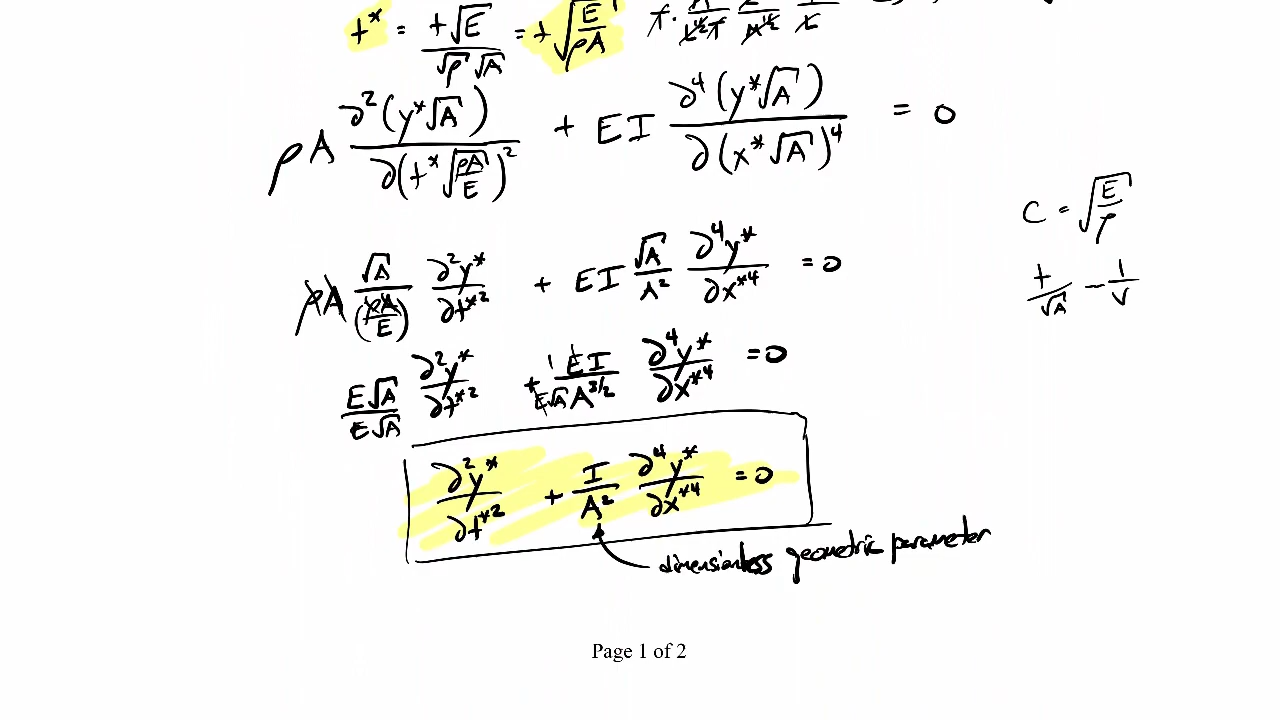 t* = t√E / √ρ √A = t √(E/ρA)
ρA ∂²(y*√A) / ∂(t* √(ρA/E))² + EI ∂⁴(y*√A) / ∂(x*√A)⁴ = 0
C = √(E/ρ)
ρA √A/(ρA/E) ∂²y*/∂t*² + EI √A/A² ∂⁴y*/∂x*⁴ = 0
t/√A - 1/v
E√A/E√A ∂²y*/∂t*² + 1/E√A EI/A^3/2 ∂⁴y*/∂x*⁴ = 0
∂²y*/∂t*² + I/A² ∂⁴y*/∂x*⁴ = 0
dimensionless geometric parameter
Page 1 of 2